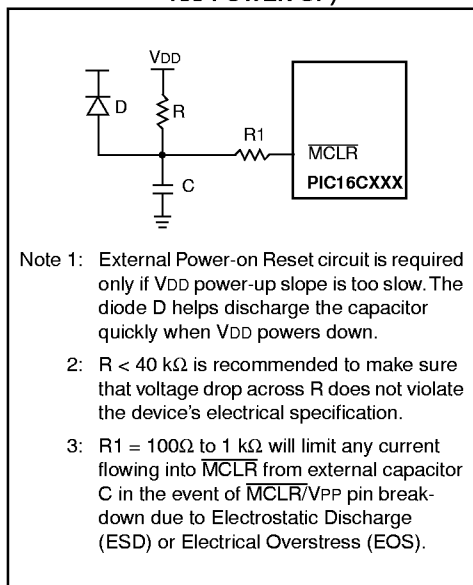 VDD
D
R
R1
MCLR
C
PIC16CXXX
Note 1: External Power-on Reset circuit is required
only if VDD power-up slope is too slow. The
diode D helps discharge the capacitor
quickly when VDD powers down.
2: R < 40 kΩ is recommended to make sure
that voltage drop across R does not violate
the device's electrical specification.
3: R1 = 100Ω to 1 kΩ will limit any current
flowing into MCLR from external capacitor
C in the event of MCLR/VPP pin break-
down due to Electrostatic Discharge
(ESD) or Electrical Overstress (EOS).